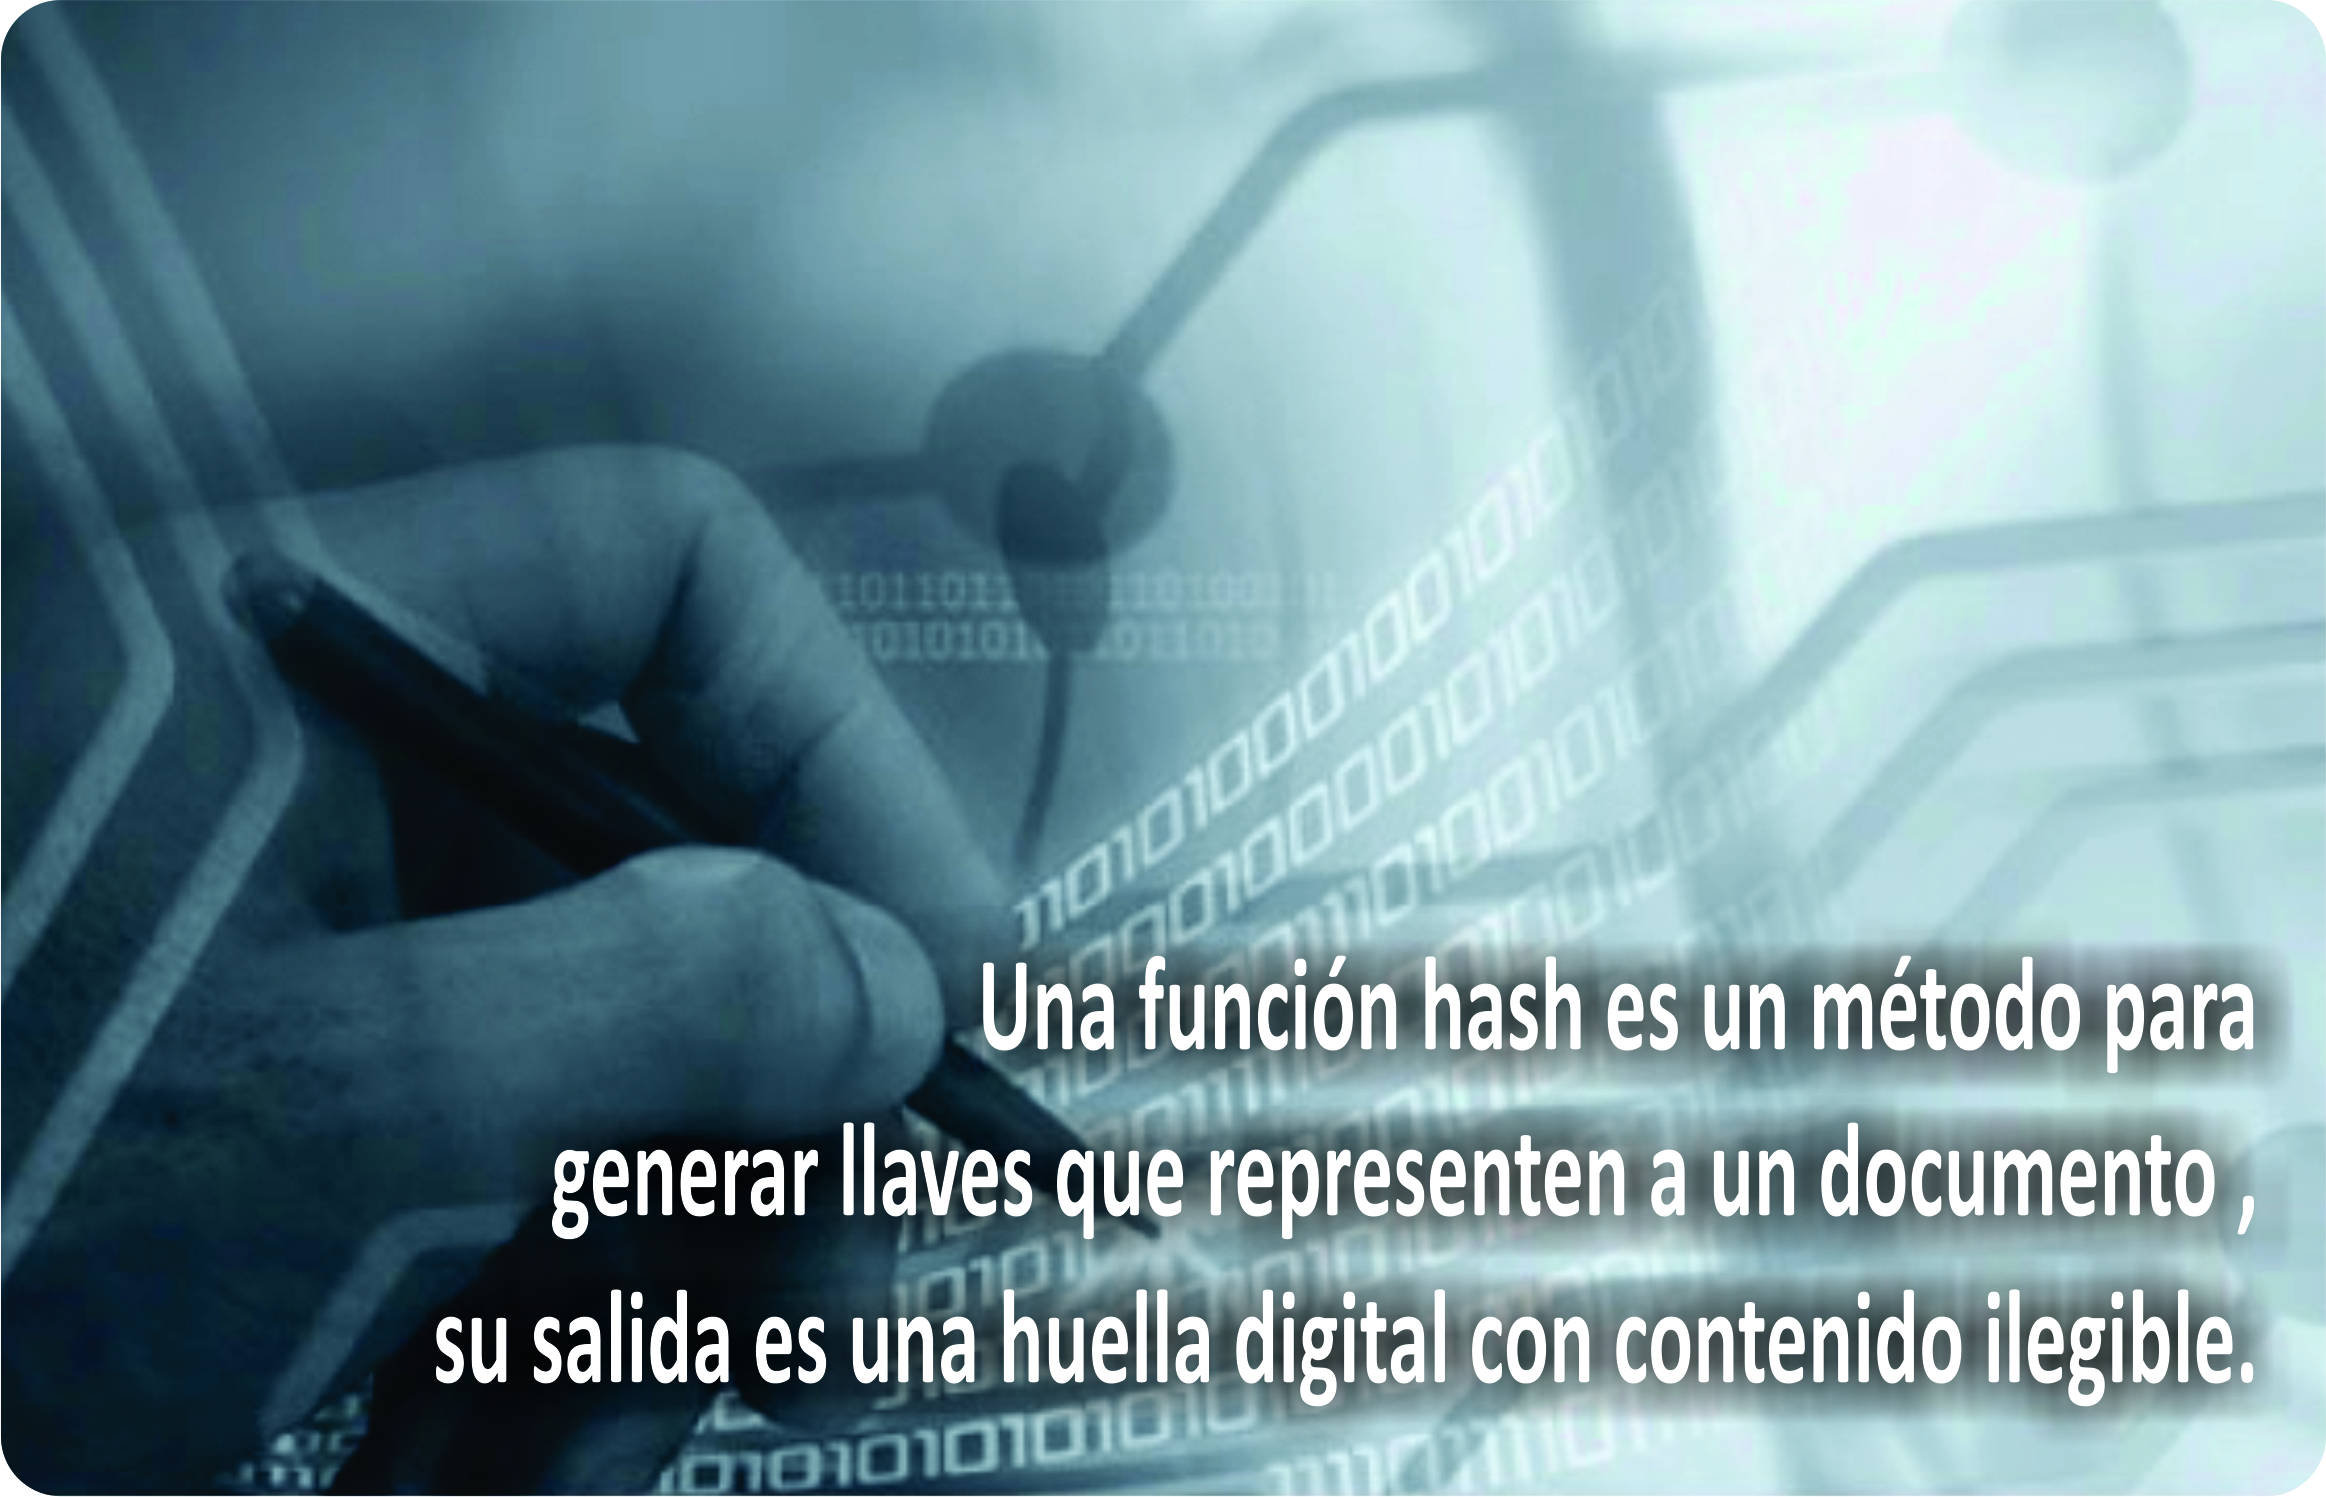 Una función hash es un método para
generar llaves que representen a un documento ,
su salida es una huella digital con contenido ilegible.